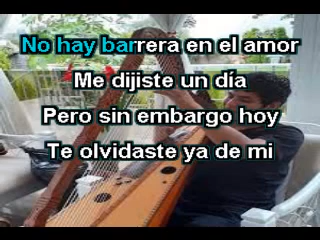 No hay barrera en el amor
Me dijiste un día
Pero sin embargo hoy
Te olvidaste ya de mi